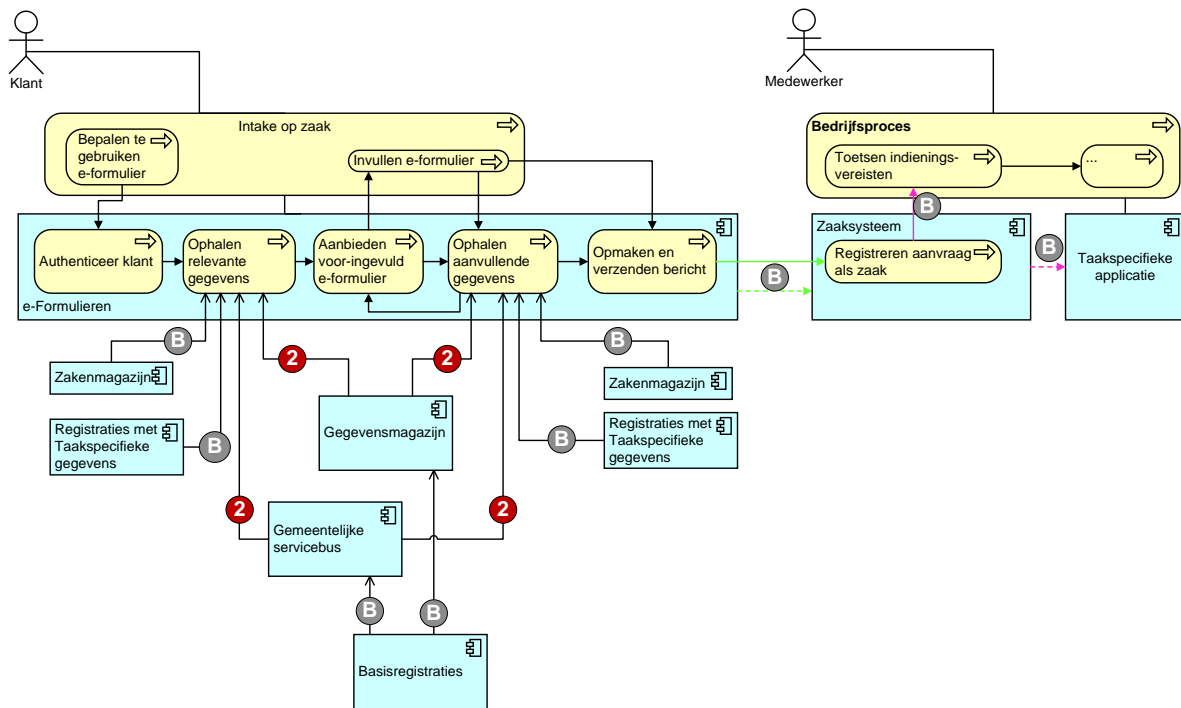 Klant
Medewerker
Intake op zaak
Bepalen te
gebruiken
e-formulier
Invullen e-formulier
Bedrijfsproces
Toetsen indienings-
vereisten
...
B
Authenticeer klant
Ophalen
relevante
gegevens
Aanbieden
voor-ingevuld
e-formulier
Ophalen
aanvullende
gegevens
Opmaken en
verzenden bericht
e-Formulieren
B
Zaaksysteem
Registreren aanvraag
als zaak
B
Taakspecifieke
applicatie
B
2
2
B
Zakenmagazijn
Zakenmagazijn
Registraties met
Taakspecifieke
gegevens
B
Gegevensmagazijn
B
Registraties met
Taakspecifieke
gegevens
2
2
Gemeentelijke
servicebus
B
B
Basisregistraties